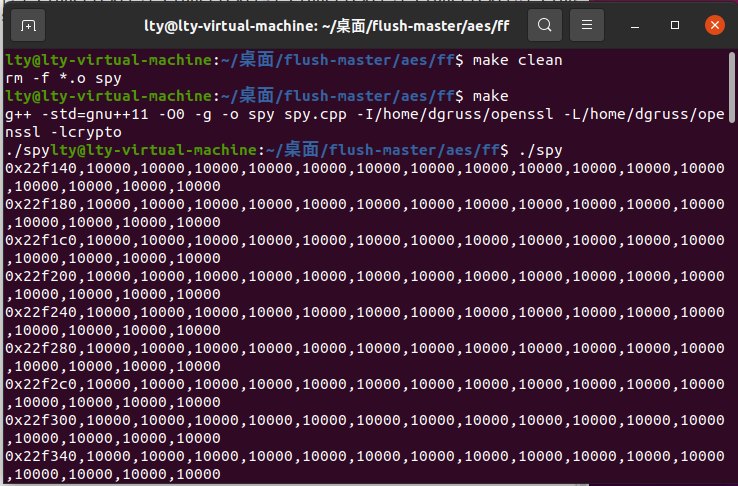 lty@lty-virtual-machine: ~/桌面/flush-master/aes/ff
lty@lty-virtual-machine:~/桌面/flush-master/aes/ff$ make clean
rm -f *.o spy
lty@lty-virtual-machine:~/桌面/flush-master/aes/ff$ make
g++ -std=gnu++11 -O0 -g -o spy spy.cpp -I/home/dgruss/openssl -L/home/dgruss/ope
nssl -lcrypto
./spylty@lty-virtual-machine:~/桌面/flush-master/aes/ff$ ./spy
0x22f140,10000,10000,10000,10000,10000,10000,10000,10000,10000,10000,10000,10000
,10000,10000,10000,10000
0x22f180,10000,10000,10000,10000,10000,10000,10000,10000,10000,10000,10000,10000
,10000,10000,10000,10000
0x22f1c0,10000,10000,10000,10000,10000,10000,10000,10000,10000,10000,10000,10000
,10000,10000,10000,10000
0x22f200,10000,10000,10000,10000,10000,10000,10000,10000,10000,10000,10000,10000
,10000,10000,10000,10000
0x22f240,10000,10000,10000,10000,10000,10000,10000,10000,10000,10000,10000,10000
,10000,10000,10000,10000
0x22f280,10000,10000,10000,10000,10000,10000,10000,10000,10000,10000,10000,10000
,10000,10000,10000,10000
0x22f2c0,10000,10000,10000,10000,10000,10000,10000,10000,10000,10000,10000,10000
,10000,10000,10000,10000
0x22f300,10000,10000,10000,10000,10000,10000,10000,10000,10000,10000,10000,10000
,10000,10000,10000,10000
0x22f340,10000,10000,10000,10000,10000,10000,10000,10000,10000,10000,10000,10000
,10000,10000,10000,10000